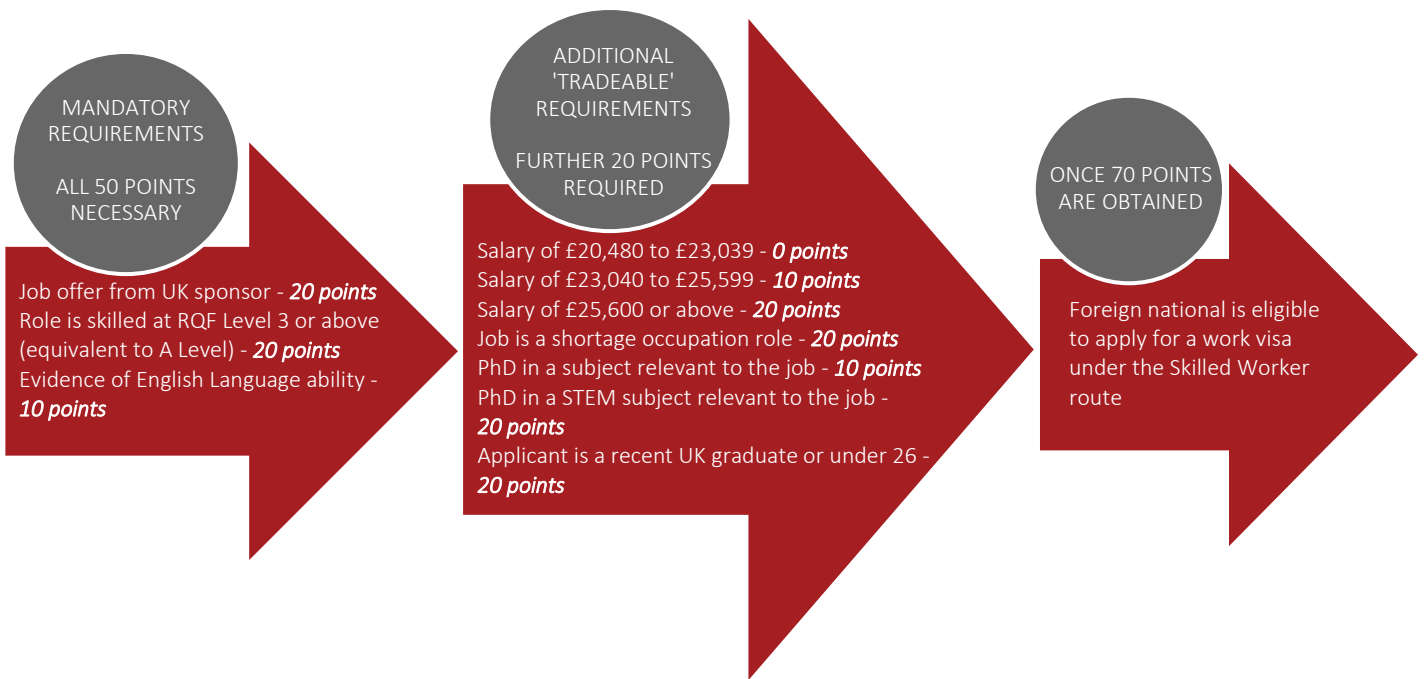 MANDATORY
REQUIREMENTS
ALL 50 POINTS
NECESSARY
Job offer from UK sponsor - 20 points
Role is skilled at RQF Level 3 or above
(equivalent to A Level) - 20 points
Evidence of English Language ability -
10 points
ADDITIONAL
'TRADEABLE'
REQUIREMENTS
FURTHER 20 POINTS
REQUIRED
Salary of £20,480 to £23,039 - 0 points
Salary of £23,040 to £25,599 - 10 points
Salary of £25,600 or above - 20 points
Job is a shortage occupation role - 20 points
PhD in a subject relevant to the job - 10 points
PhD in a STEM subject relevant to the job -
20 points
Applicant is a recent UK graduate or under 26 -
20 points
ONCE 70 POINTS
ARE OBTAINED
Foreign national is eligible
to apply for a work visa
under the Skilled Worker
route